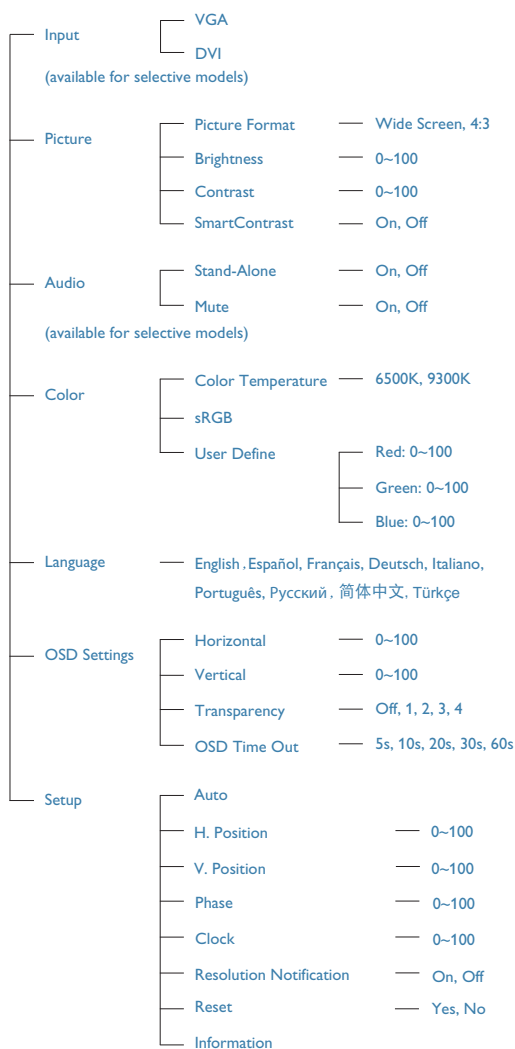 Input
VGA
DVI
(available for selective models)
Picture
Picture Format Wide Screen, 4:3
Brightness 0~100
Contrast 0~100
SmartContrast On, Off
Audio
Stand-Alone On, Off
Mute On, Off
(available for selective models)
Color
Color Temperature 6500K, 9300K
sRGB
User Define Red: 0~100
Green: 0~100
Blue: 0~100
Language English, Español, Français, Deutsch, Italiano,
Português, Русский, 简体中文, Türkçe
OSD Settings
Horizontal 0~100
Vertical 0~100
Transparency Off, 1, 2, 3, 4
OSD Time Out 5s, 10s, 20s, 30s, 60s
Setup
Auto
H. Position 0~100
V. Position 0~100
Phase 0~100
Clock 0~100
Resolution Notification On, Off
Reset Yes, No
Information